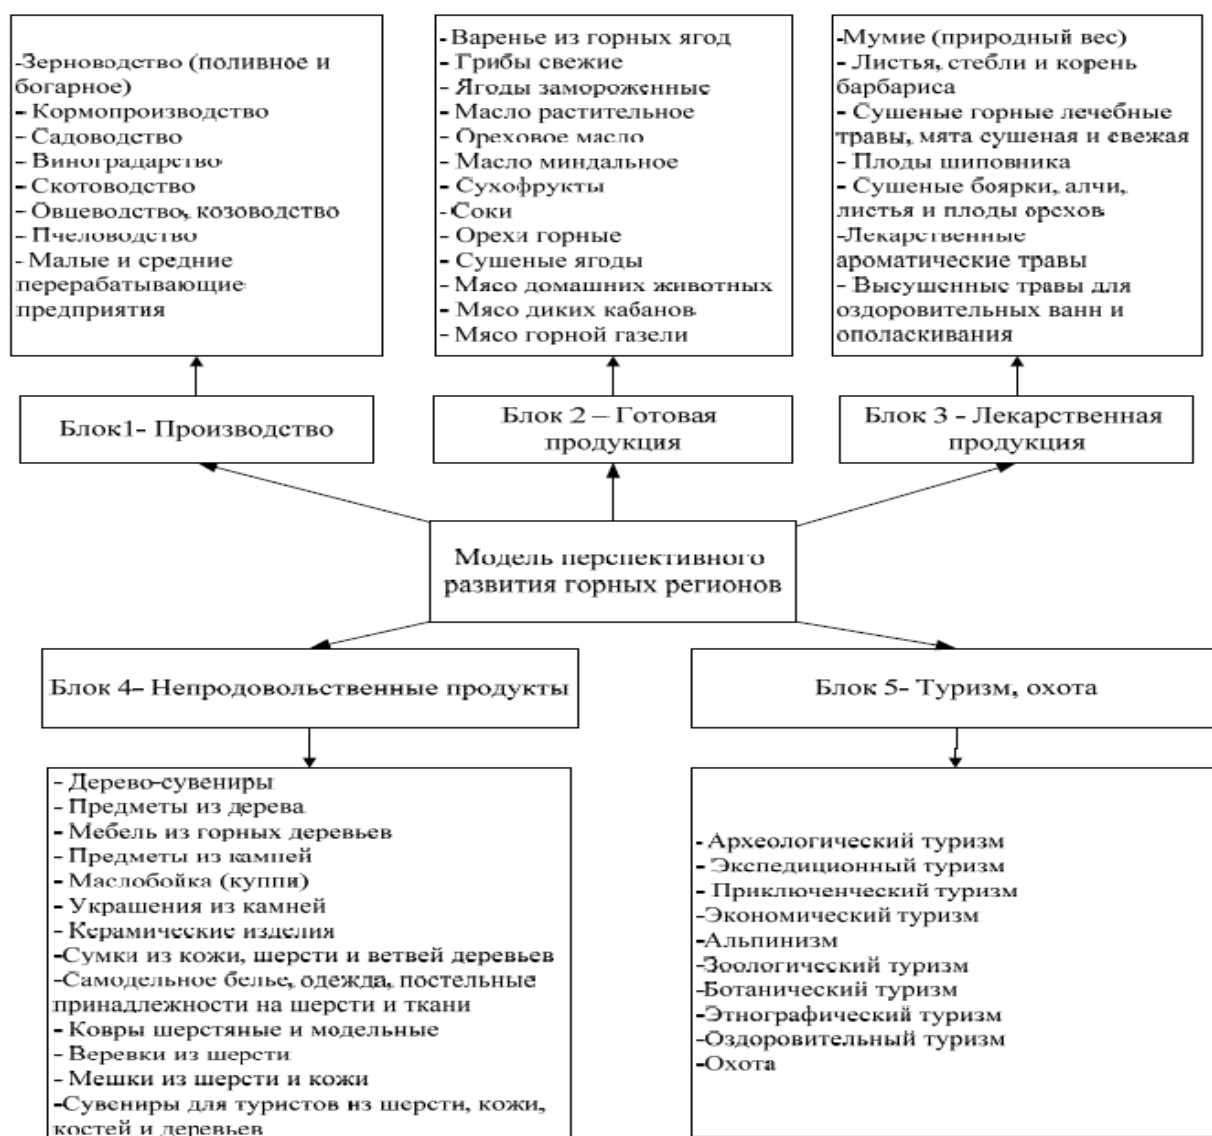 -Зерноводство (поливное и
богарное)
- Кормопроизводство
- Садоводство
- Виноградарство
- Скотоводство
- Овцеводство, козоводство
- Пчеловодство
- Малые и средние
перерабатывающие
предприятия
- Варенье из горных ягод
- Грибы свежие
- Ягоды замороженные
- Масло растительное
- Ореховое масло
- Масло миндальное
- Сухофрукты
- Соки
- Орехи горные
- Сушеные ягоды
- Мясо домашних животных
- Мясо диких кабанов
- Мясо горной газели
-Мумие (природный вес)
- Листья, стебли и корень
барбариса
- Сушеные горные лечебные
травы, мята сушеная и свежая
- Плоды шиповника
- Сушеные боярки, алчи,
листья и плоды орехов
-Лекарственные
ароматические травы
- Высушенные травы для
оздоровительных ванн и
ополаскивания
Блок1- Производство
Блок 2 – Готовая
продукция
Блок 3 - Лекарственная
продукция
Модель перспективного
развития горных регионов
Блок 4- Непродовольственные продукты
Блок 5- Туризм, охота
- Дерево-сувениры
- Предметы из дерева
- Мебель из горных деревьев
- Предметы из камней
- Маслобойка (куппи)
- Украшения из камней
- Керамические изделия
-Сумки из кожи, шерсти и ветвей деревьев
-Самодельное белье, одежда, постельные
принадлежности на шерсти и ткани
- Ковры шерстяные и модельные
- Веревки из шерсти
- Мешки из шерсти и кожи
-Сувениры для туристов из шерсти, кожи,
костей и деревьев
- Археологический туризм
- Экспедиционный туризм
- Приключенческий туризм
-Экономический туризм
-Альпинизм
-Зоологический туризм
-Ботанический туризм
-Этнографический туризм
-Оздоровительный туризм
-Охота